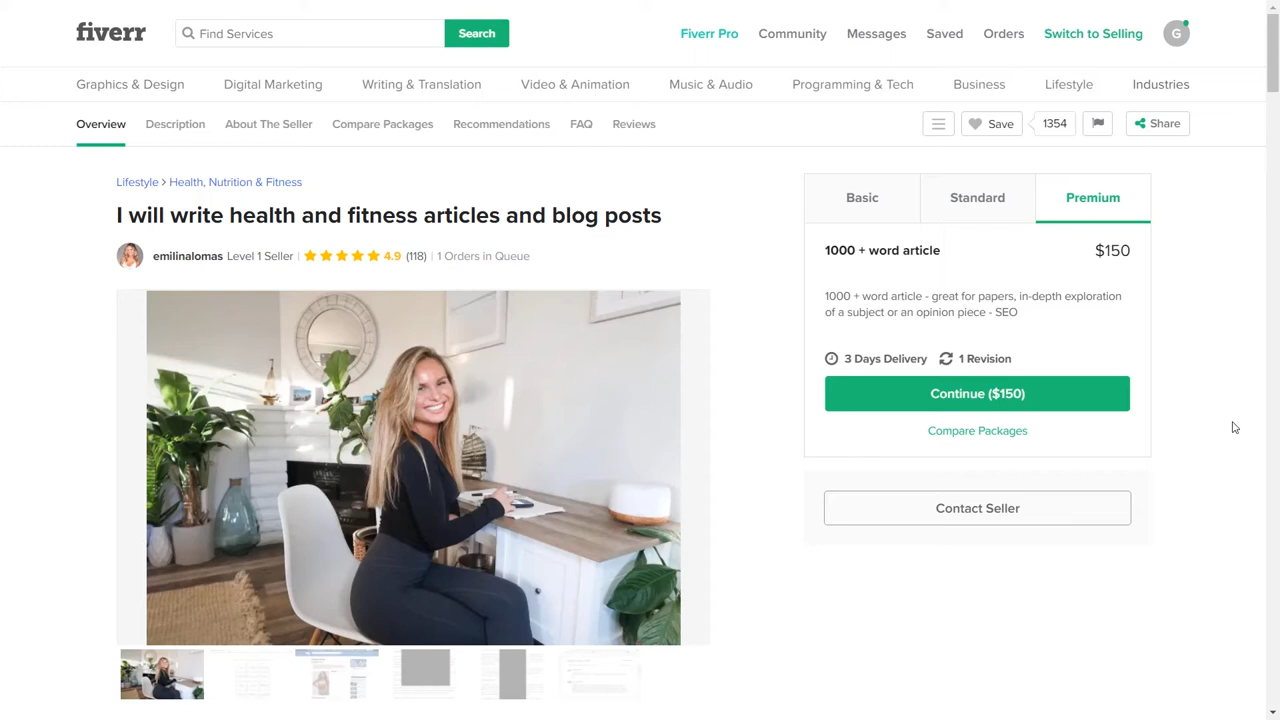 fiverr
Find Services
Search
Fiverr Pro
Community
Messages
Saved
Orders
Switch to Selling
G
Graphics & Design
Digital Marketing
Writing & Translation
Video & Animation
Music & Audio
Programming & Tech
Business
Lifestyle
Industries
Overview
Description
About The Seller
Compare Packages
Recommendations
FAQ
Reviews
Save
1354
Share
Lifestyle > Health, Nutrition & Fitness
I will write health and fitness articles and blog posts
emilinalomas Level 1 Seller | 4.9 (118) | 1 Orders in Queue
Basic
Standard
Premium
1000 + word article
$150
1000 + word article - great for papers, in-depth exploration
of a subject or an opinion piece - SEO
3 Days Delivery
1 Revision
Continue ($150)
Compare Packages
Contact Seller